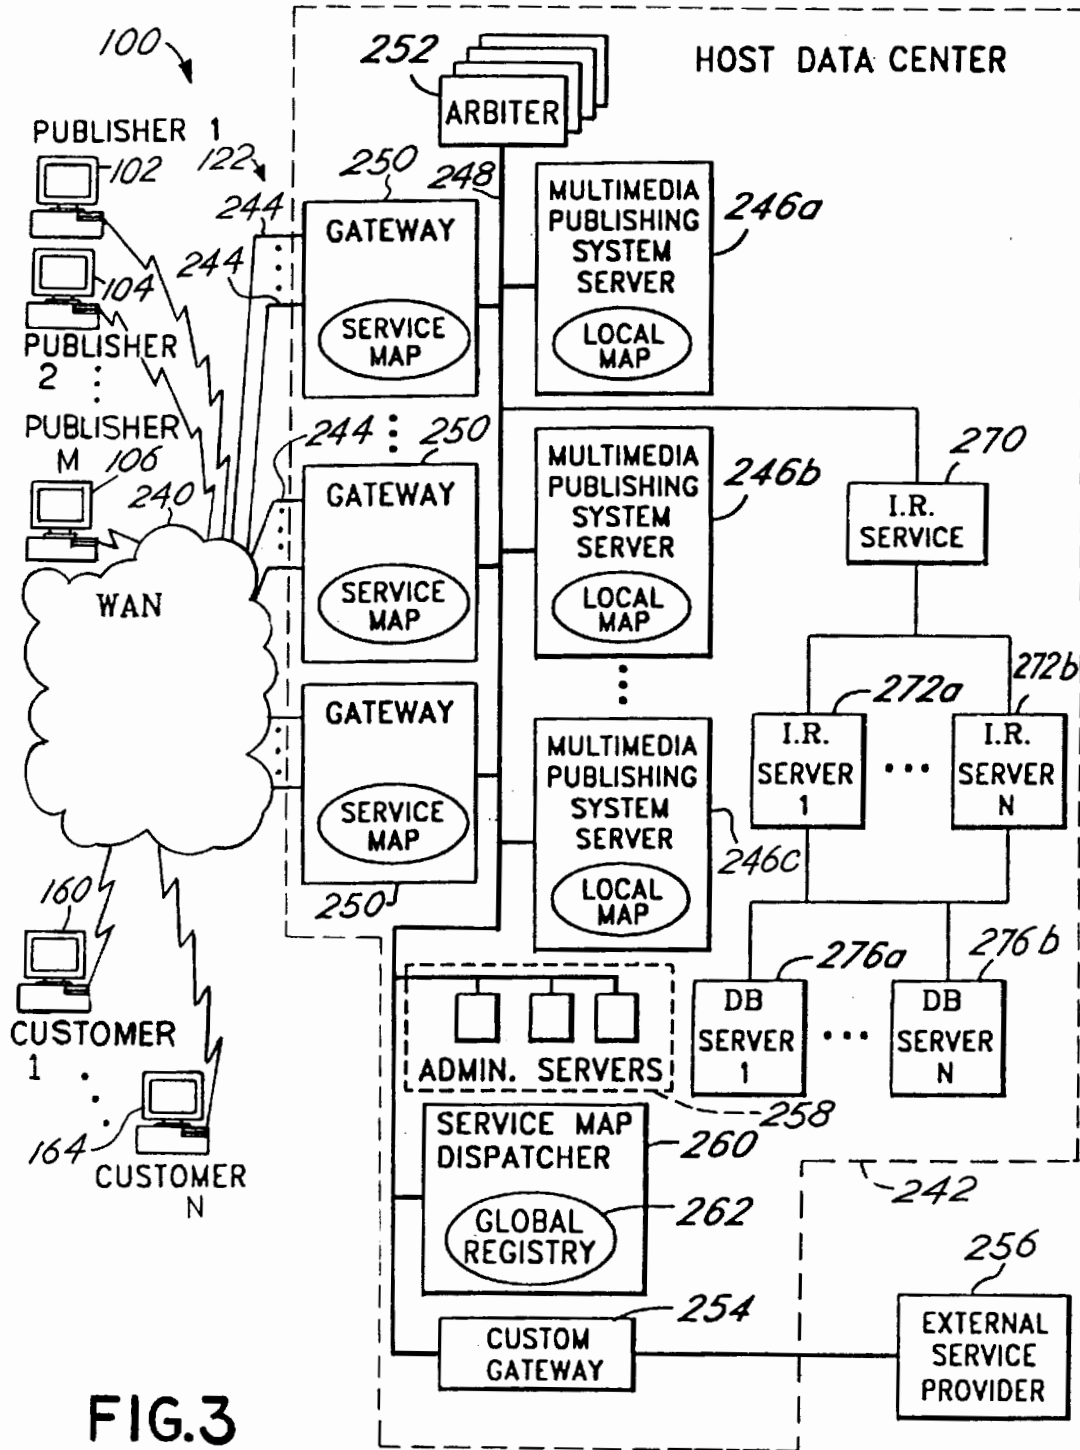 100
HOST DATA CENTER
252
ARBITER
PUBLISHER 1
102
122
250
248
244
GATEWAY
SERVICE
MAP
MULTIMEDIA
PUBLISHING
SYSTEM
SERVER
LOCAL
MAP
246a
104
244
PUBLISHER
2
PUBLISHER
M
106
240
WAN
244
250
GATEWAY
SERVICE
MAP
MULTIMEDIA
PUBLISHING
SYSTEM
SERVER
LOCAL
MAP
246b
270
I.R.
SERVICE
GATEWAY
SERVICE
MAP
250
MULTIMEDIA
PUBLISHING
SYSTEM
SERVER
LOCAL
MAP
246c
272a
272b
I.R.
SERVER
1
I.R.
SERVER
N
160
CUSTOMER
1
164
CUSTOMER
N
276a
276b
DB
SERVER
1
DB
SERVER
N
ADMIN. SERVERS
258
SERVICE MAP
DISPATCHER
260
GLOBAL
REGISTRY
262
242
254
CUSTOM
GATEWAY
256
EXTERNAL
SERVICE
PROVIDER
FIG.3